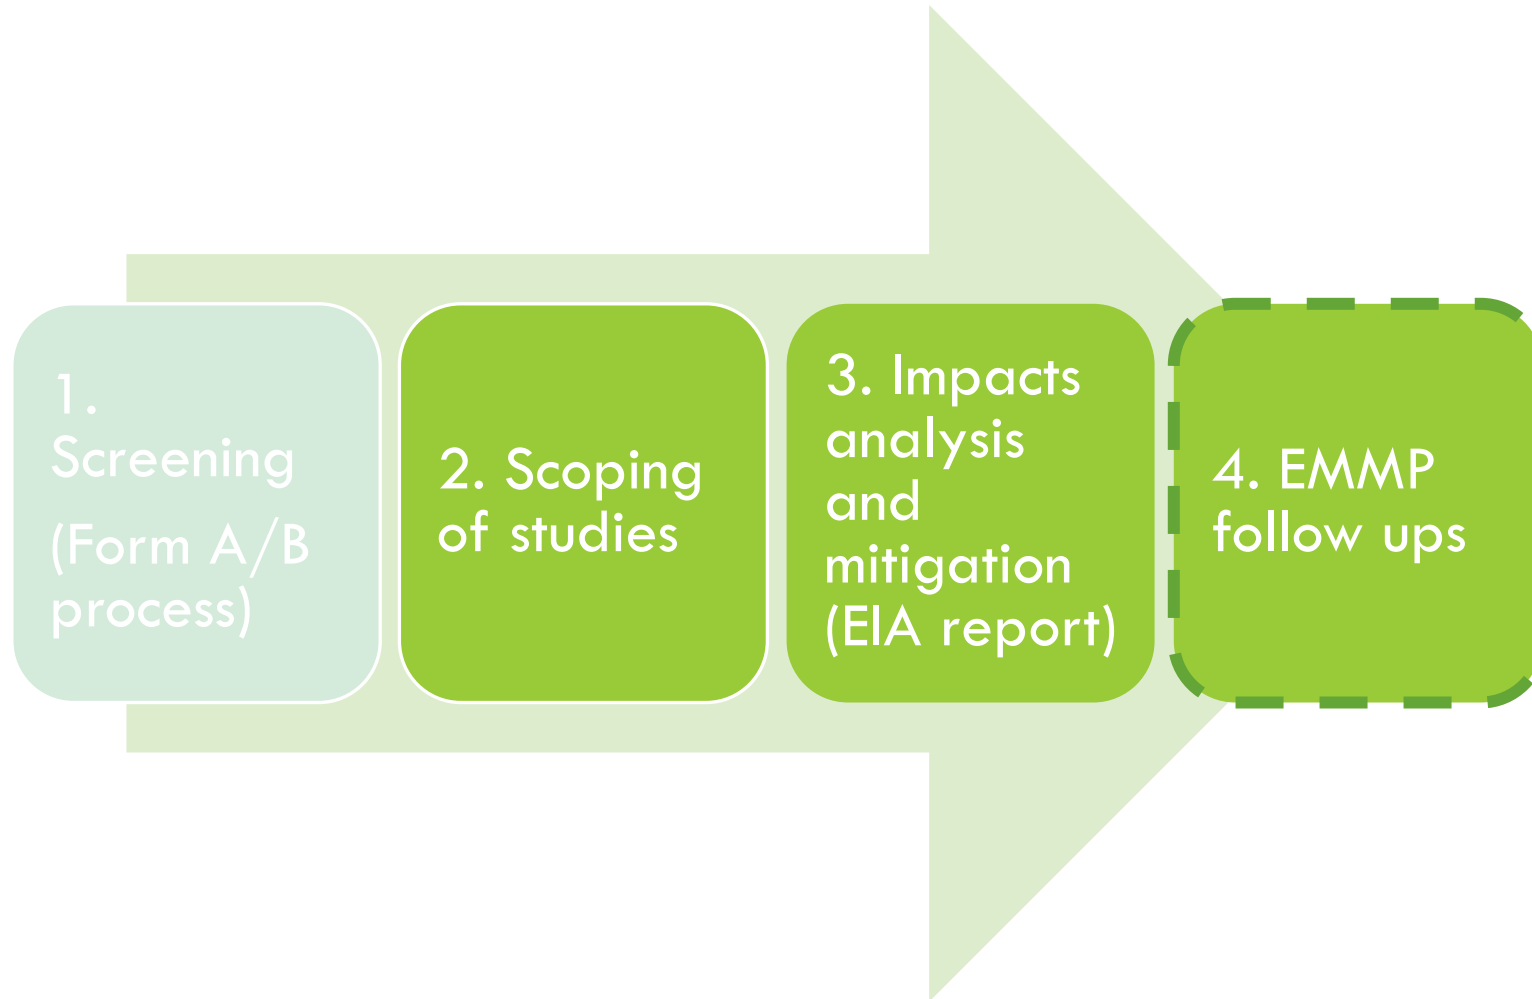 1.
Screening
(Form A/B
process)
2. Scoping
of studies
3. Impacts
analysis
and
mitigation
(EIA report)
4. EMMP
follow ups